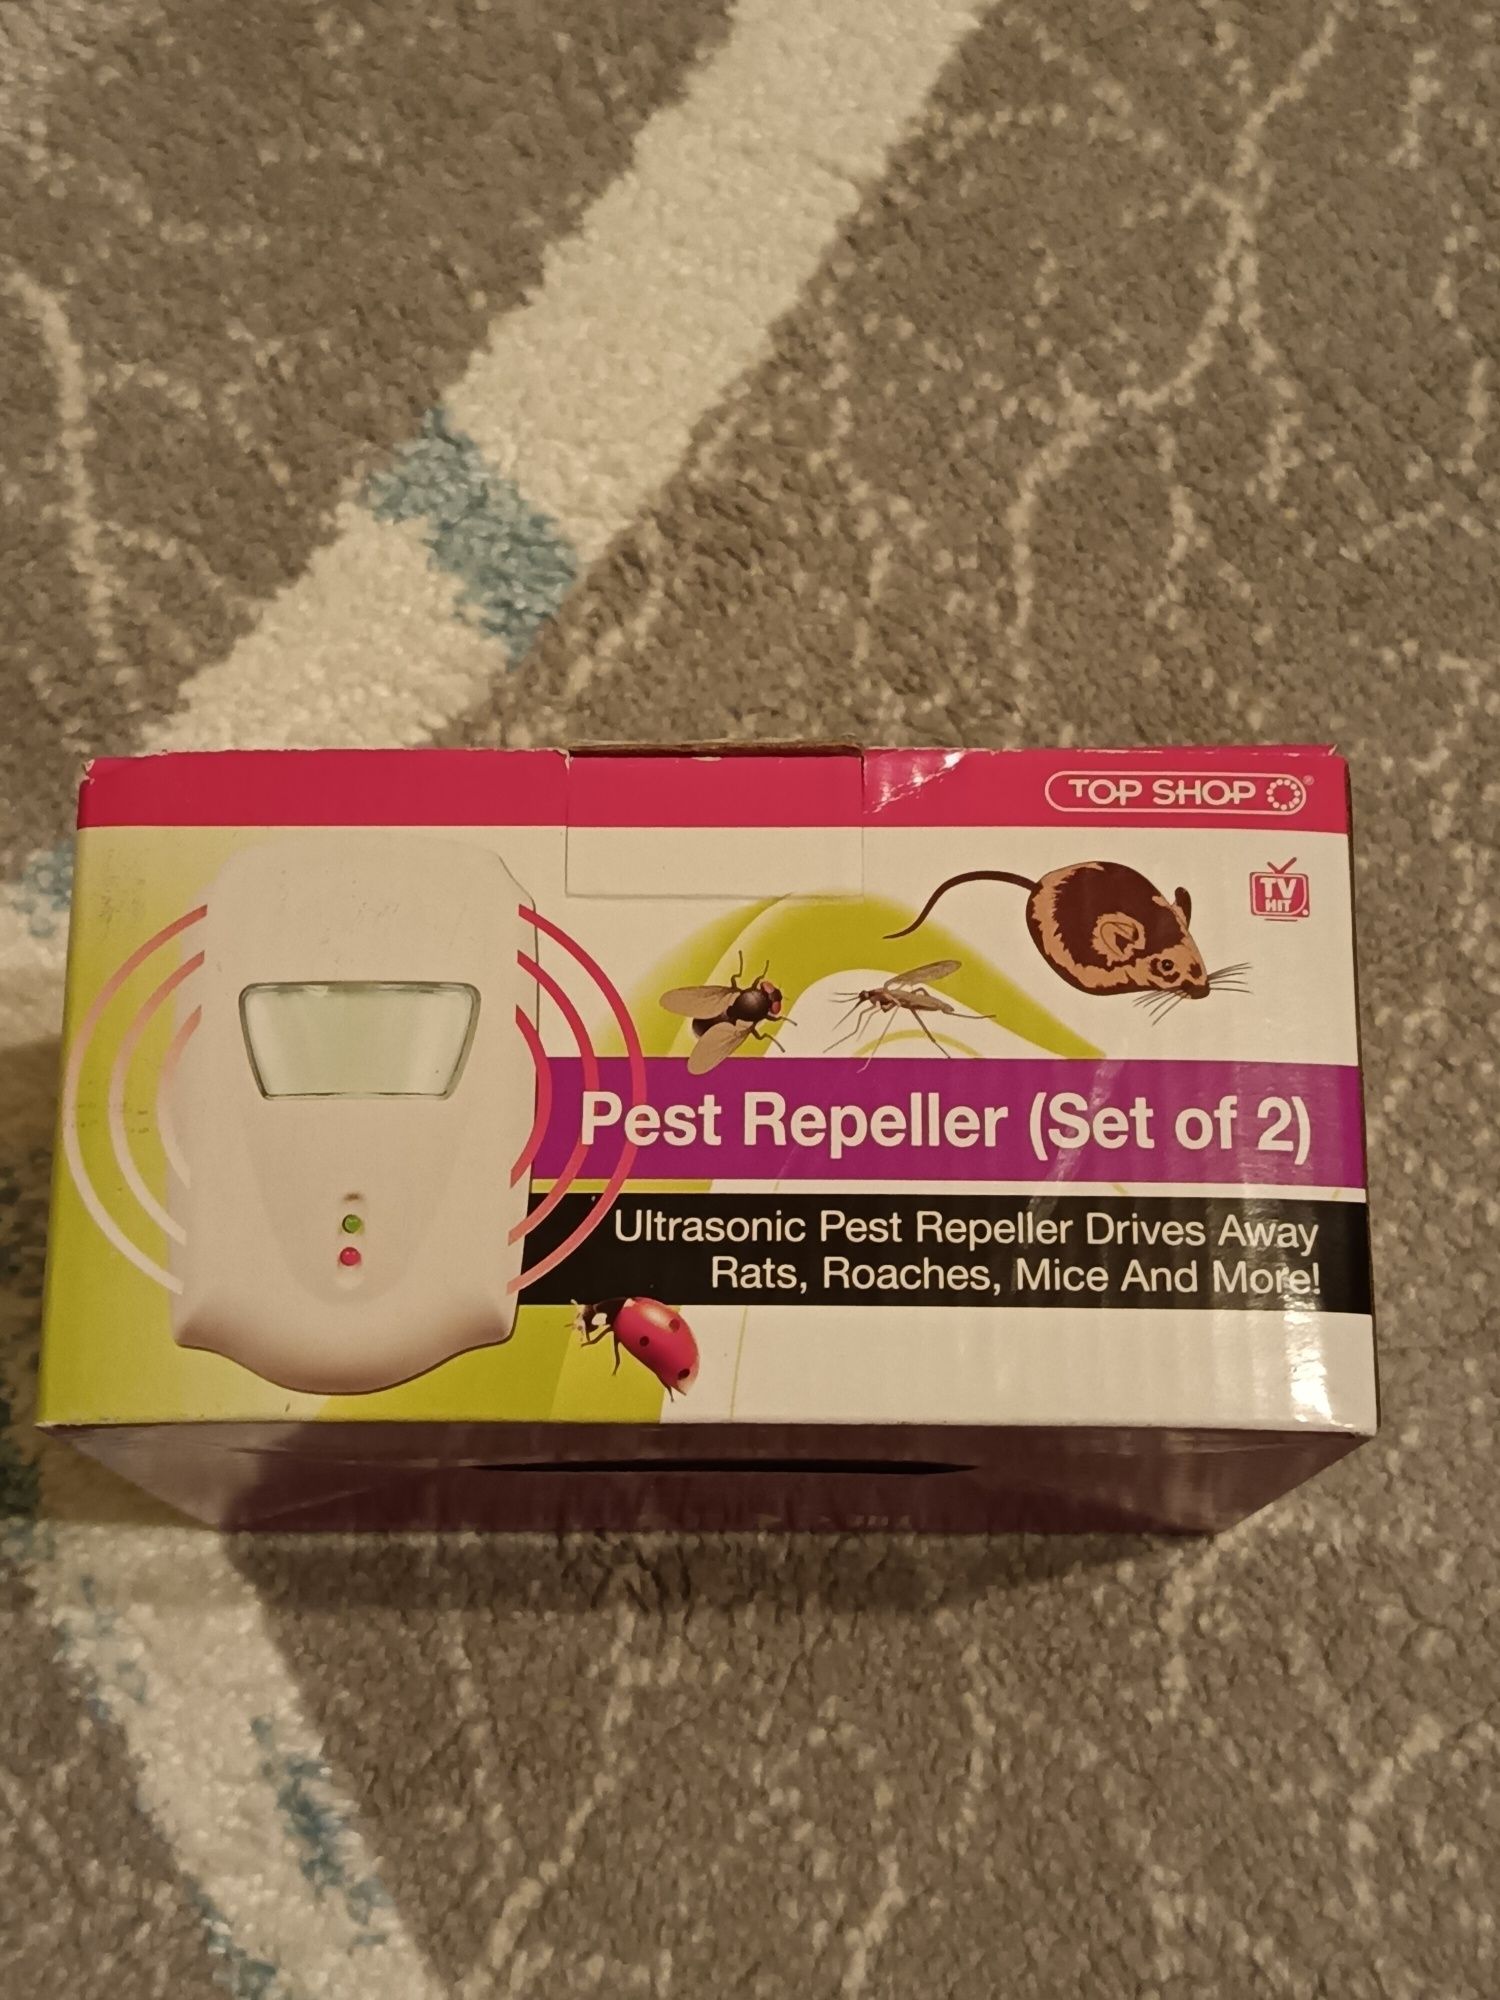 TOP SHOP
TV
HIT
Pest Repeller (Set of 2)
Ultrasonic Pest Repeller Drives Away
Rats, Roaches, Mice And More!